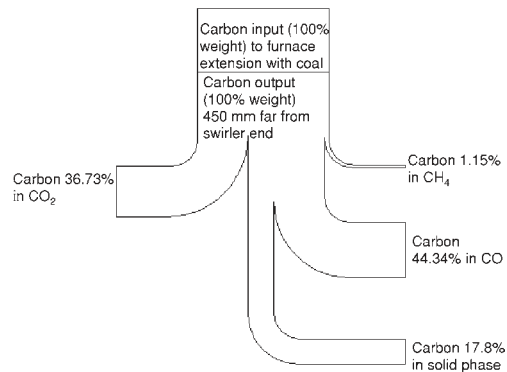 Carbon input (100%
weight) to furnace
extension with coal
Carbon output
(100% weight)
450 mm far from
swirler end
Carbon 36.73%
in CO₂
Carbon 1.15%
in CH₄
Carbon
44.34% in CO
Carbon 17.8%
in solid phase